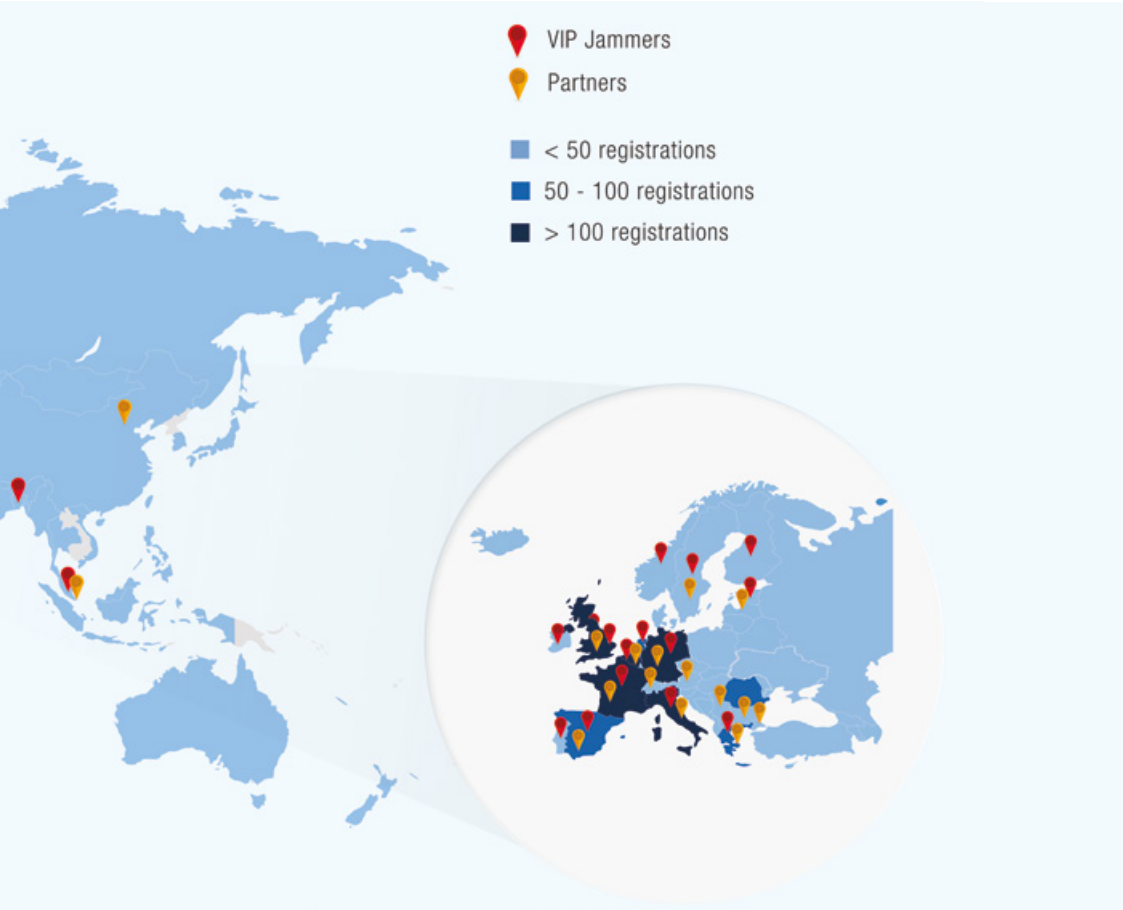 VIP Jammers
Partners
< 50 registrations
50 - 100 registrations
> 100 registrations